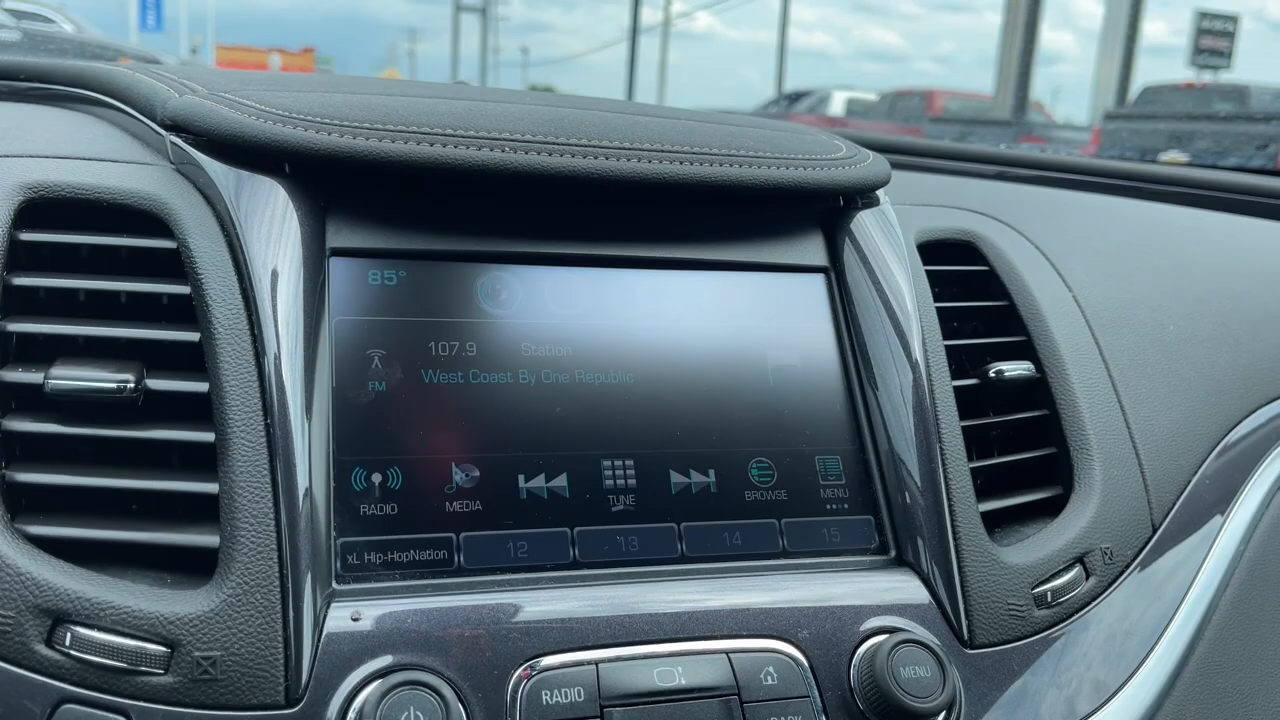 85°
107.9 Station
FM
West Coast By One Republic
RADIO
MEDIA
TUNE
BROWSE
MENU
xL Hip-HopNation
12
13
14
15
RADIO
MENU
BACK